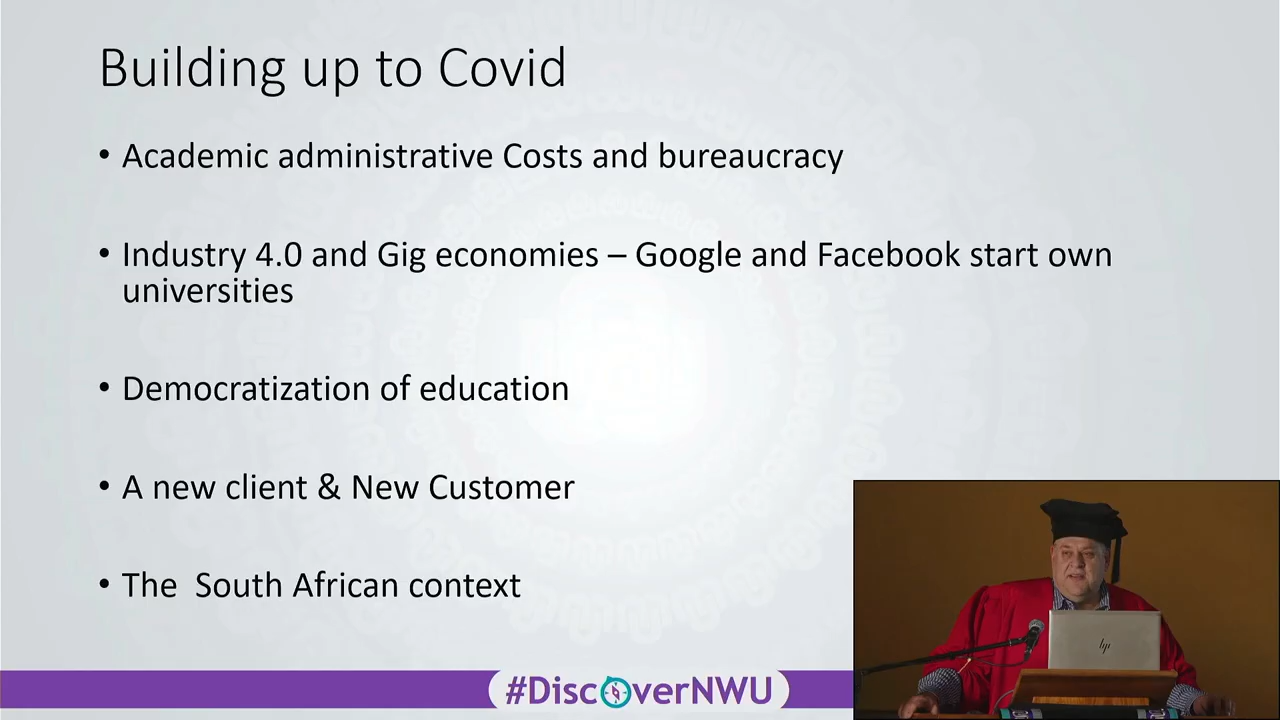 Building up to Covid
• Academic administrative Costs and bureaucracy
• Industry 4.0 and Gig economies – Google and Facebook start own
universities
• Democratization of education
• A new client & New Customer
• The  South African context
#DiscoverNWU
hp